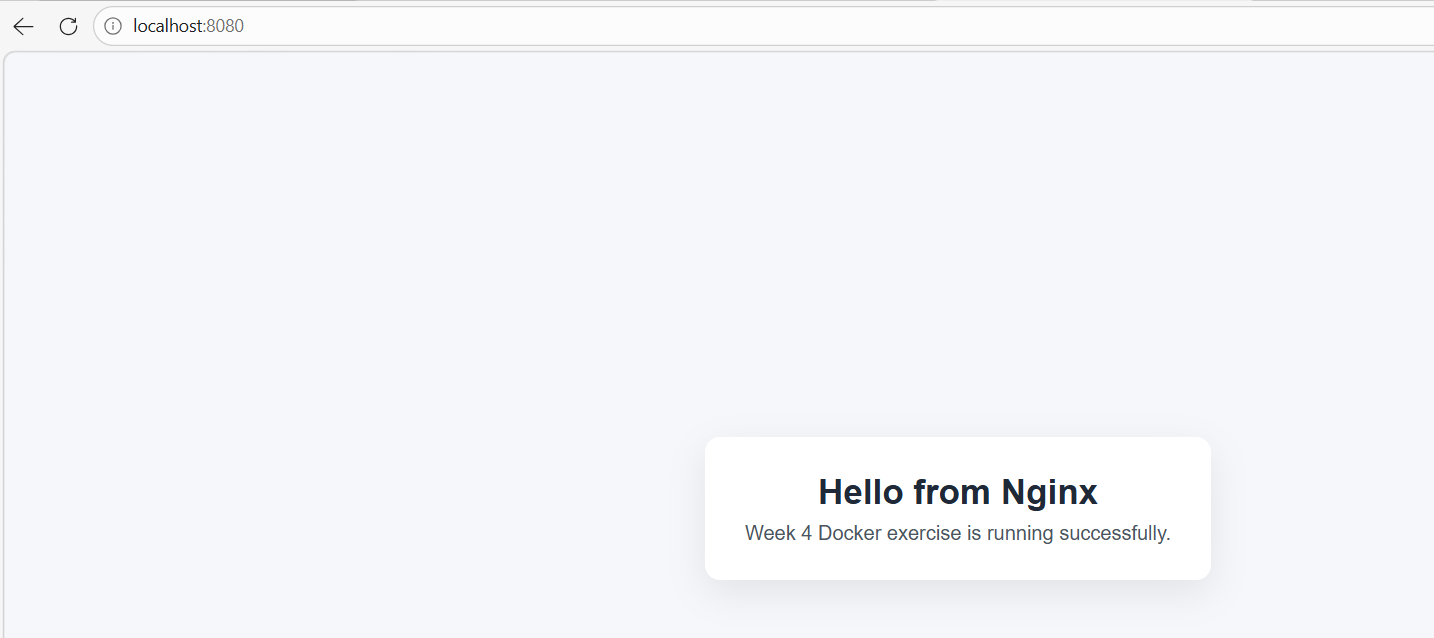 localhost:8080
Hello from Nginx
Week 4 Docker exercise is running successfully.